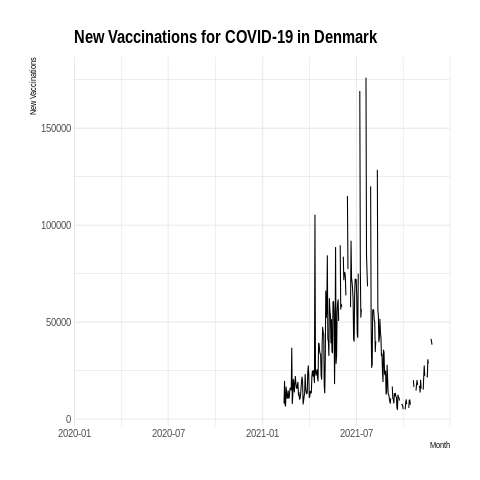 New Vaccinations for COVID-19 in Denmark
New Vaccinations
150000
100000
50000
0
2020-01 2020-07 2021-01 2021-07
Month